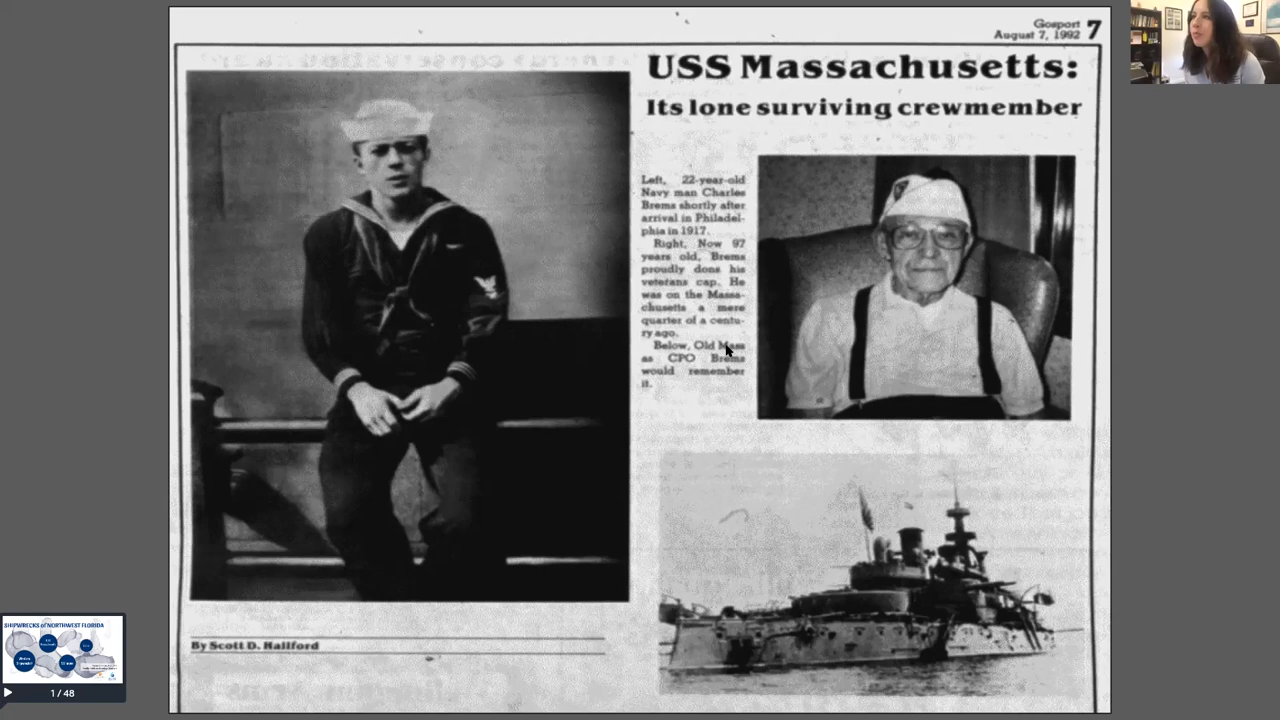 Gosport
August 7, 1992 7
USS Massachusetts:
Its lone surviving crewmember
Left, 22-year-old
Navy man Charles
Brems shortly after
arrival in Philadel-
phia in 1917.
Right, Now 97
years old, Brems
proudly dons his
veterans cap. He
was on the Massa-
chusetts a mere
quarter of a centu-
ry ago.
Below, Old Mass
as CPO Brems
would remember
it.
By Scott D. Hallford
SHIPWRECKS of NORTHWEST FLORIDA
1 / 48